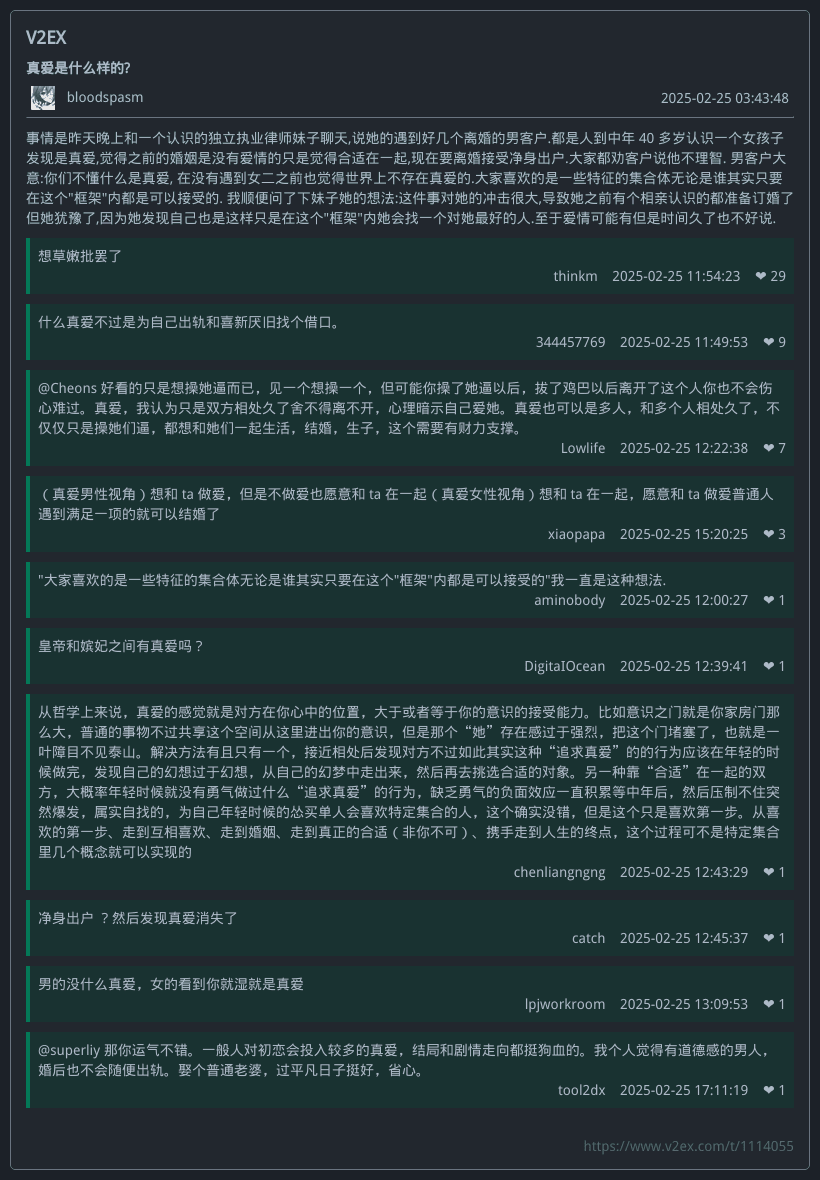 V2EX
真爱是什么样的?
bloodspasm 2025-02-25 03:43:48
事情是昨天晚上和一个认识的独立执业律师妹子聊天,说她的遇到好几个离婚的男客户.都是人到中年 40 多岁认识一个女孩子
发现是真爱,觉得之前的婚姻是没有爱情的只是觉得合适在一起,现在要离婚接受净身出户.大家都劝客户说他不理智. 男客户大
意:你们不懂什么是真爱, 在没有遇到女二之前也觉得世界上不存在真爱的.大家喜欢的是一些特征的集合体无论是谁其实只要
在这个"框架"内都是可以接受的. 我顺便问了下妹子她的想法:这件事对她的冲击很大,导致她之前有个相亲认识的都准备订婚了
但她犹豫了,因为她发现自己也是这样只是在这个"框架"内她会找一个对她最好的人.至于爱情可能有但是时间久了也不好说.
想草嫩批罢了
thinkm 2025-02-25 11:54:23 ❤ 29
什么真爱不过是为自己出轨和喜新厌旧找个借口。
344457769 2025-02-25 11:49:53 ❤ 9
@Cheons 好看的只是想操她逼而已，见一个想操一个，但可能你操了她逼以后，拔了鸡巴以后离开了这个人你也不会伤
心难过。真爱，我认为只是双方相处久了舍不得离不开，心理暗示自己爱她。真爱也可以是多人，和多个人相处久了，不
仅仅只是操她们逼，都想和她们一起生活，结婚，生子，这个需要有财力支撑。
Lowlife 2025-02-25 12:22:38 ❤ 7
（真爱男性视角）想和 ta 做爱，但是不做爱也愿意和 ta 在一起（真爱女性视角）想和 ta 在一起，愿意和 ta 做爱普通人
遇到满足一项的就可以结婚了
xiaopapa 2025-02-25 15:20:25 ❤ 3
"大家喜欢的是一些特征的集合体无论是谁其实只要在这个"框架"内都是可以接受的"我一直是这种想法.
aminobody 2025-02-25 12:00:27 ❤ 1
皇帝和嫔妃之间有真爱吗？
DigitaIOcean 2025-02-25 12:39:41 ❤ 1
从哲学上来说，真爱的感觉就是对方在你心中的位置，大于或者等于你的意识的接受能力。比如意识之门就是你家房门那
么大，普通的事物不过共享这个空间从这里进出你的意识，但是那个“她”存在感过于强烈，把这个门堵塞了，也就是一
叶障目不见泰山。解决方法有且只有一个，接近相处后发现对方不过如此其实这种“追求真爱”的的行为应该在年轻的时
候做完，发现自己的幻想过于幻想，从自己的幻梦中走出来，然后再去挑选合适的对象。另一种靠“合适”在一起的双
方，大概率年轻时候就没有勇气做过什么“追求真爱”的行为，缺乏勇气的负面效应一直积累等中年后，然后压制不住突
然爆发，属实自找的，为自己年轻时候的怂买单人会喜欢特定集合的人，这个确实没错，但是这个只是喜欢第一步。从喜
欢的第一步、走到互相喜欢、走到婚姻、走到真正的合适（非你不可）、携手走到人生的终点，这个过程可不是特定集合
里几个概念就可以实现的
chenliangngng 2025-02-25 12:43:29 ❤ 1
净身出户 ？然后发现真爱消失了
catch 2025-02-25 12:45:37 ❤ 1
男的没什么真爱，女的看到你就湿就是真爱
lpjworkroom 2025-02-25 13:09:53 ❤ 1
@superliy 那你运气不错。一般人对初恋会投入较多的真爱，结局和剧情走向都挺狗血的。我个人觉得有道德感的男人，
婚后也不会随便出轨。娶个普通老婆，过平凡日子挺好，省心。
tool2dx 2025-02-25 17:11:19 ❤ 1
https://www.v2ex.com/t/1114055